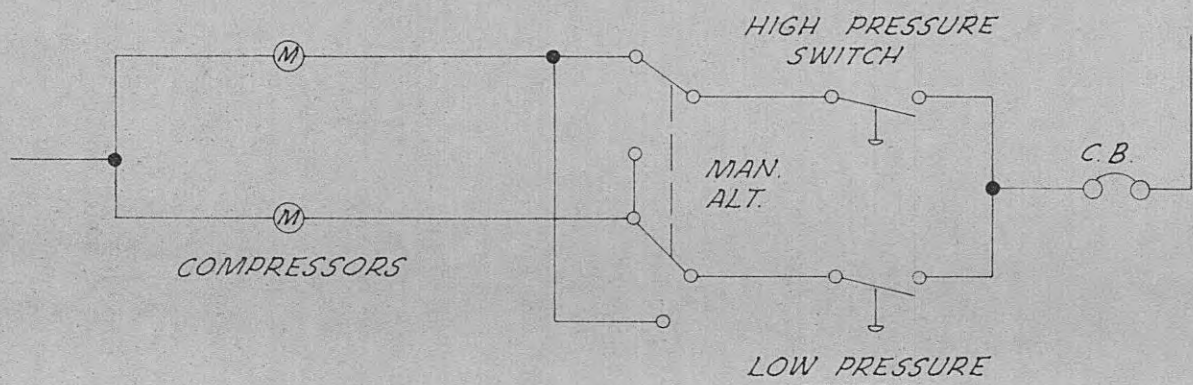 HIGH PRESSURE
SWITCH
C.B.
M
MAN.
ALT.
M
COMPRESSORS
LOW PRESSURE